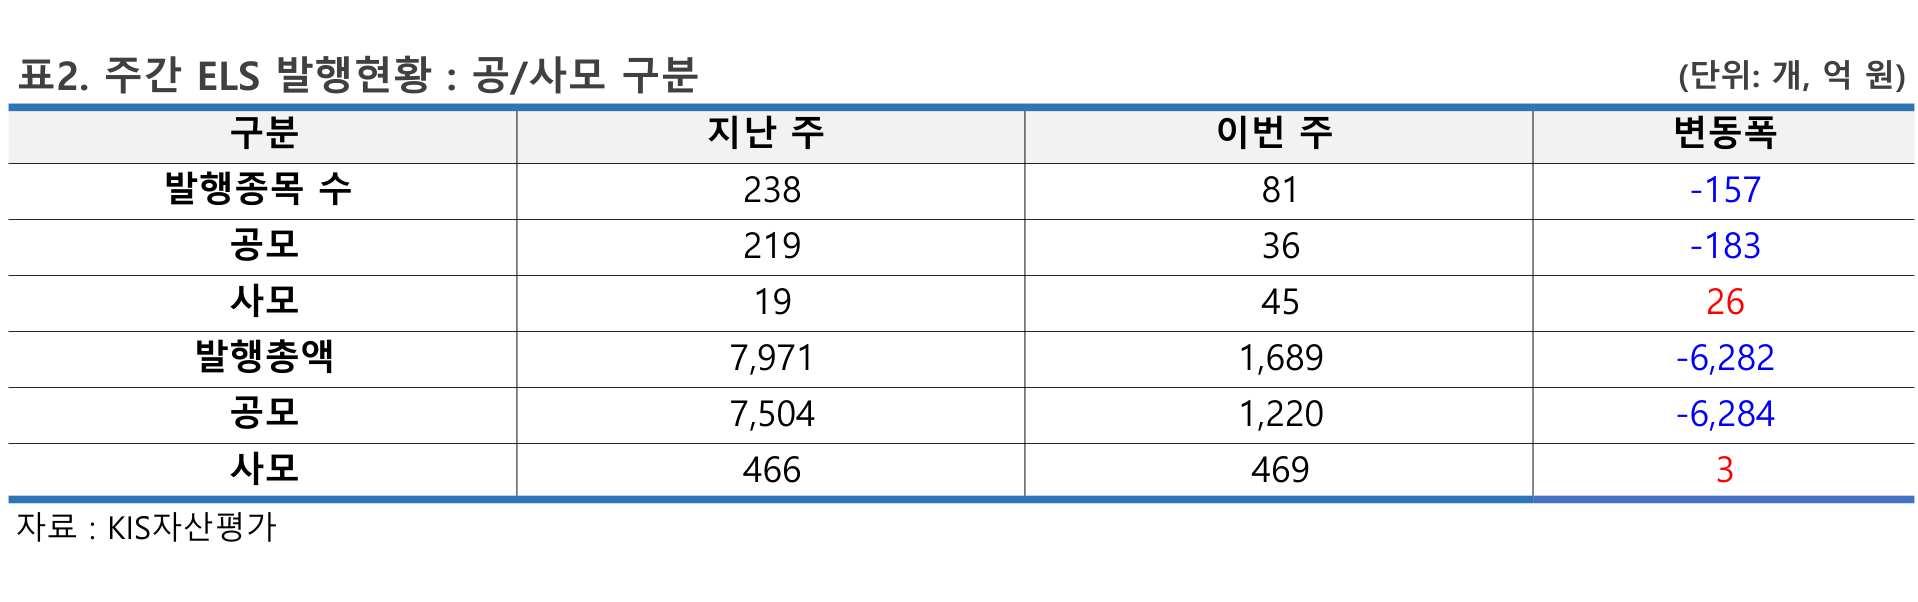 표2. 주간 ELS 발행현황 : 공/사모 구분 (단위: 개, 억 원)
구분 지난 주 이번 주 변동폭
발행종목 수 238 81 -157
공모 219 36 -183
사모 19 45 26
발행총액 7,971 1,689 -6,282
공모 7,504 1,220 -6,284
사모 466 469 3
자료 : KIS자산평가